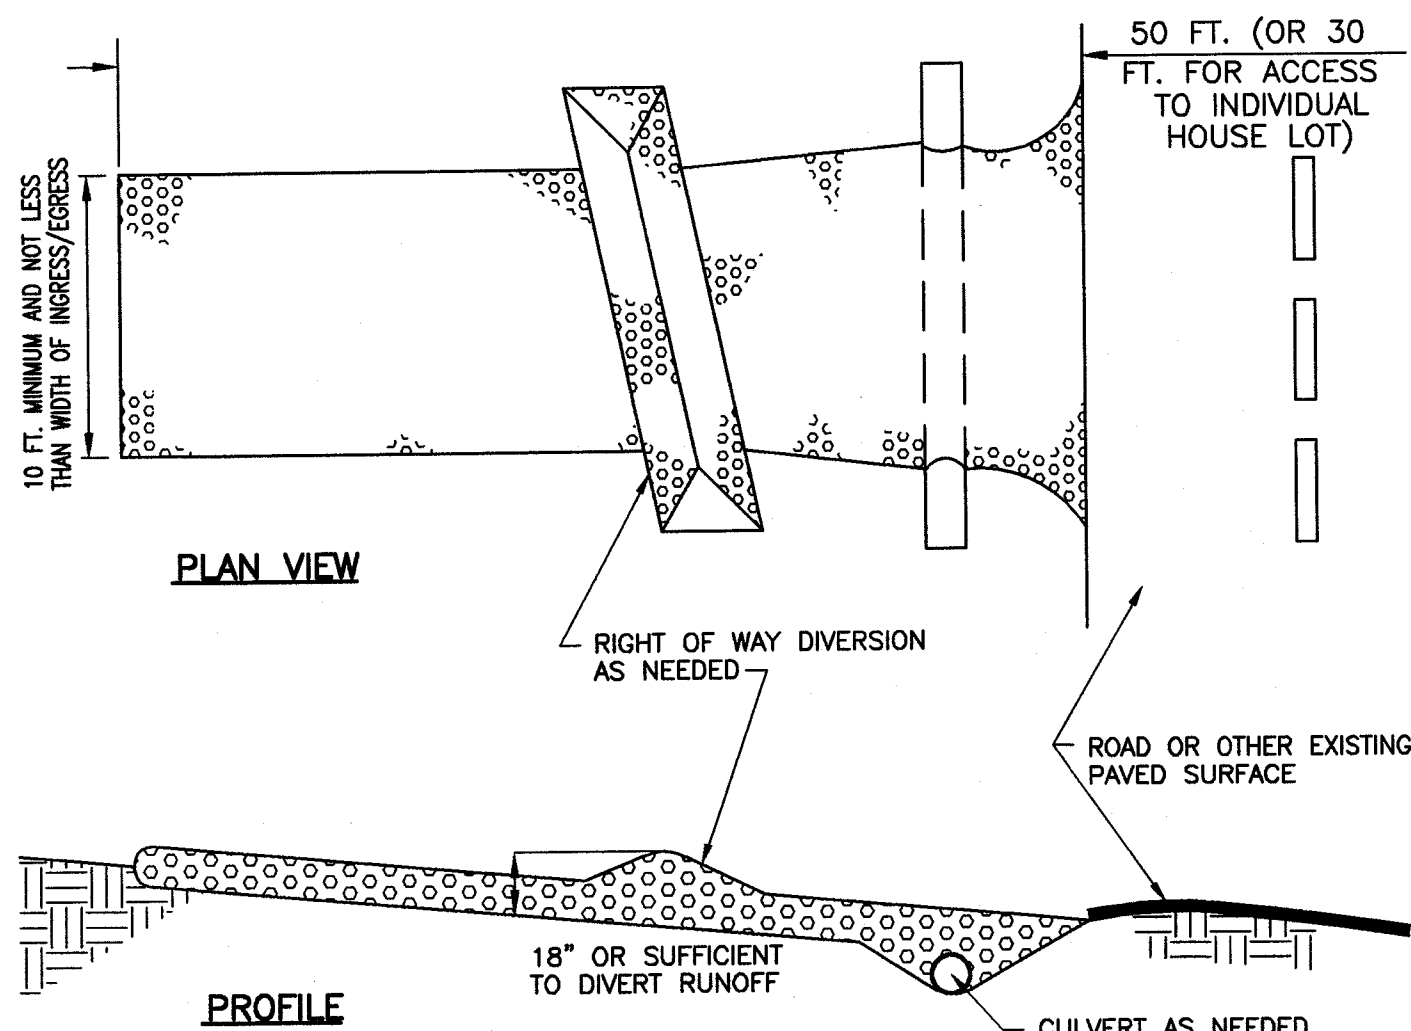 50 FT. (OR 30
FT. FOR ACCESS
TO INDIVIDUAL
HOUSE LOT)
10 FT. MINIMUM AND NOT LESS
THAN WIDTH OF INGRESS/EGRESS
PLAN VIEW
RIGHT OF WAY DIVERSION
AS NEEDED
ROAD OR OTHER EXISTING
PAVED SURFACE
18" OR SUFFICIENT
TO DIVERT RUNOFF
PROFILE
CULVERT AS NEEDED